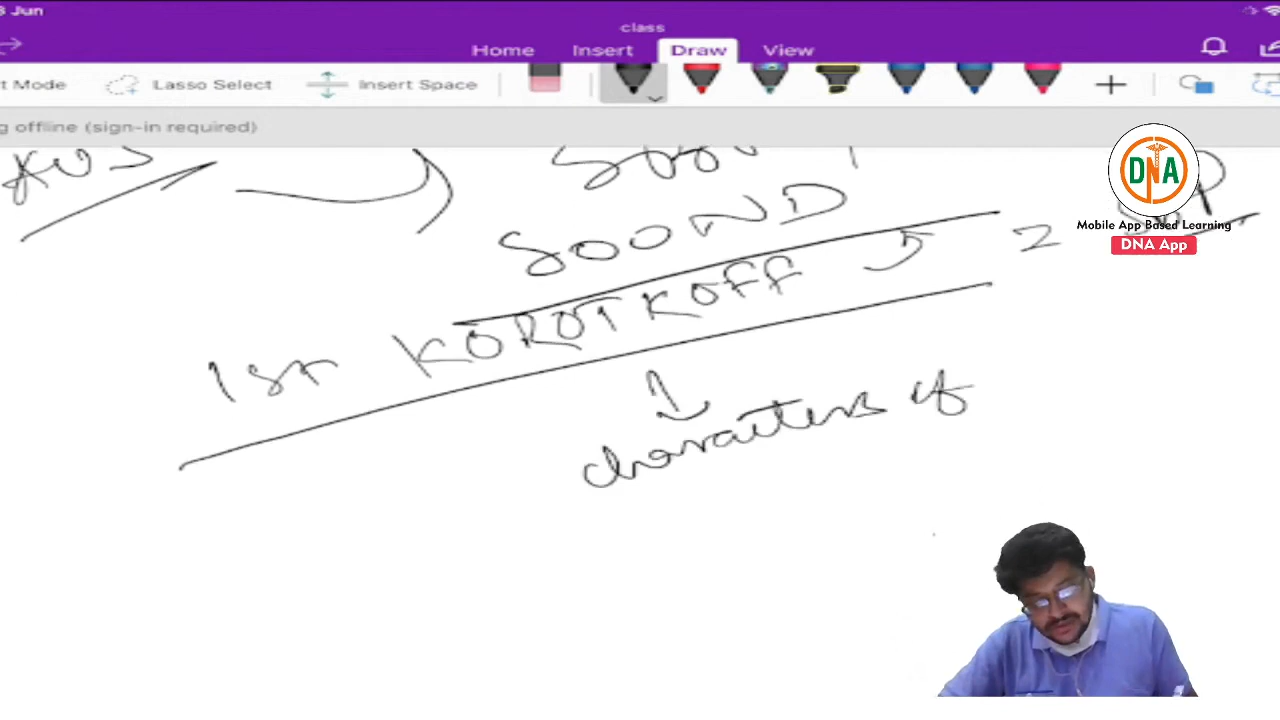 3 Jun
class
Home Insert Draw View
rt Mode Lasso Select Insert Space
g offline (sign-in required)
DNA
Mobile App Based Learning
DNA App
SOUND
1st KOROTKOFF
characters of